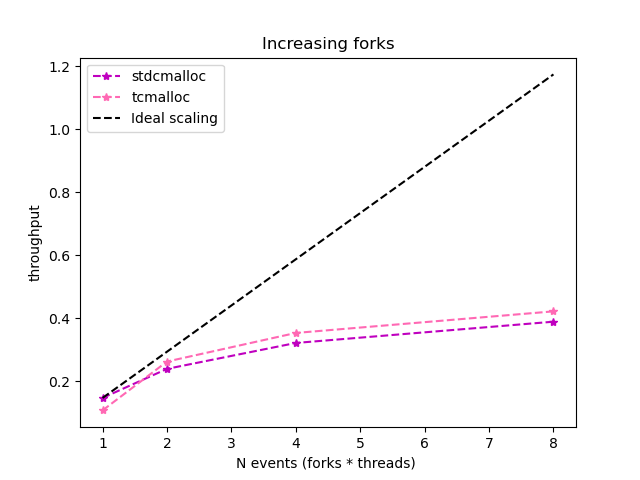 Increasing forks
stdcmalloc
tcmalloc
Ideal scaling
1.2
1.0
0.8
0.6
0.4
0.2
throughput
1 2 3 4 5 6 7 8
N events (forks * threads)